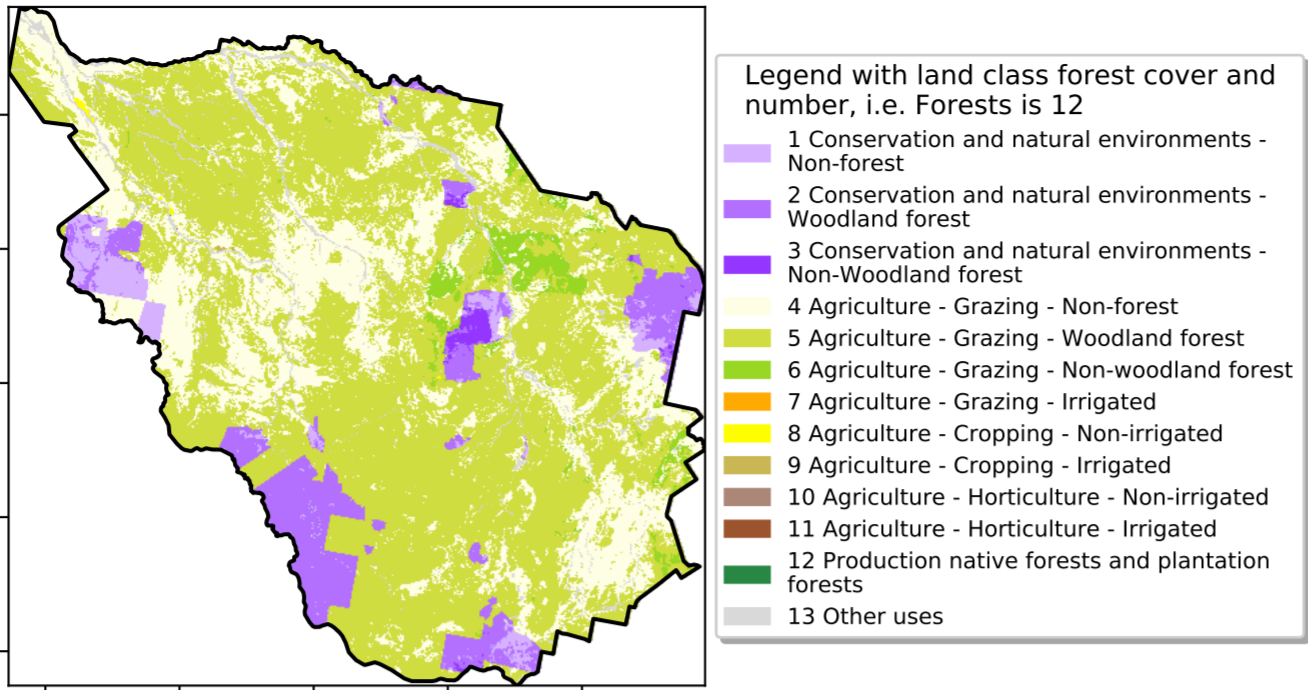 Legend with land class forest cover and
number, i.e. Forests is 12
1 Conservation and natural environments -
Non-forest
2 Conservation and natural environments -
Woodland forest
3 Conservation and natural environments -
Non-Woodland forest
4 Agriculture - Grazing - Non-forest
5 Agriculture - Grazing - Woodland forest
6 Agriculture - Grazing - Non-woodland forest
7 Agriculture - Grazing - Irrigated
8 Agriculture - Cropping - Non-irrigated
9 Agriculture - Cropping - Irrigated
10 Agriculture - Horticulture - Non-irrigated
11 Agriculture - Horticulture - Irrigated
12 Production native forests and plantation
forests
13 Other uses